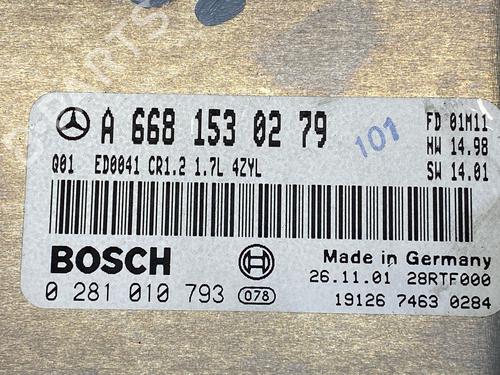 A 668 153 02 79
101
FD 01M11
HW 14.98
Q01 ED0041 CR1.2 1.7L 4ZYL
SW 14.01
BOSCH
Made in Germany
0 281 010 793 078
26.11.01 28RTF000
19126 7463 0284